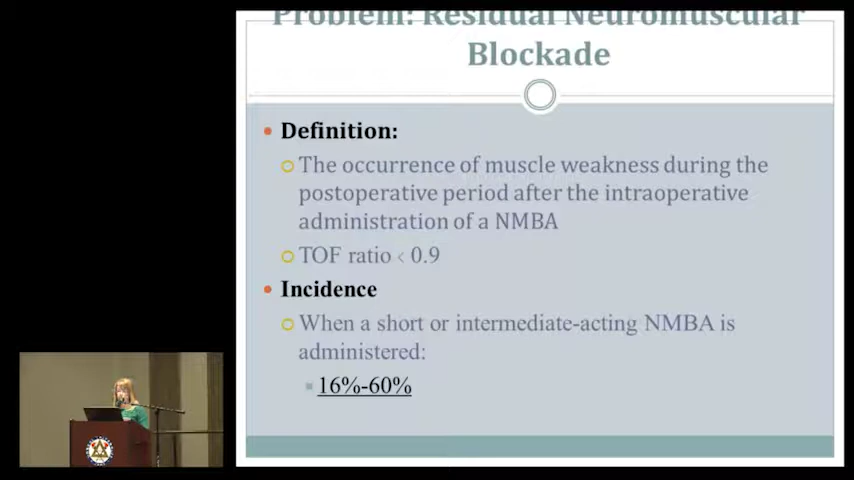 Problem: Residual Neuromuscular
Blockade
Definition:
The occurrence of muscle weakness during the
postoperative period after the intraoperative
administration of a NMBA
TOF ratio < 0.9
Incidence
When a short or intermediate-acting NMBA is
administered:
16%-60%